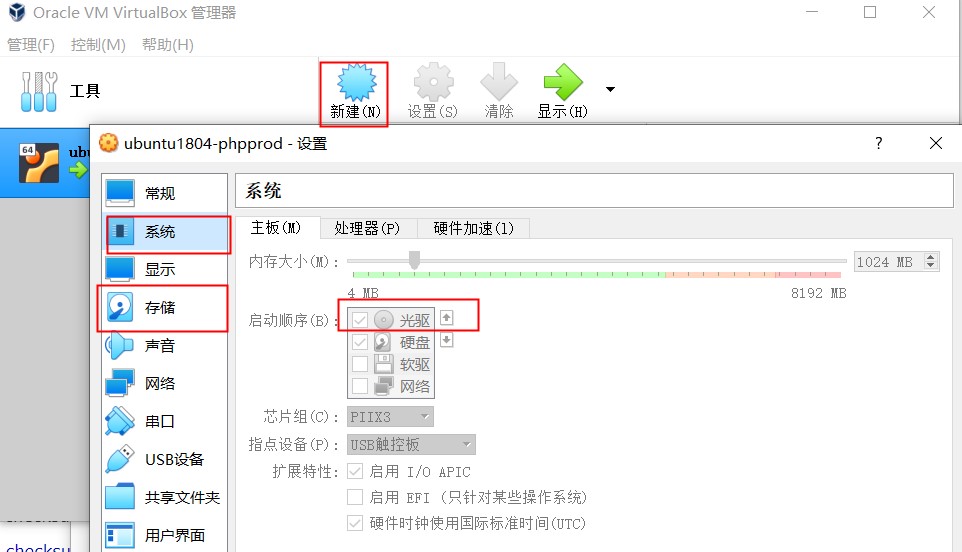 Oracle VM VirtualBox 管理器
管理(F) 控制(M) 帮助(H)
工具
新建(N) 设置(S) 清除 显示(H)
64
ubuntu1804-phpprod - 设置 ?
常规
系统
显示
存储
声音
网络
串口
USB设备
共享文件夹
用户界面
系统
主板(M) 处理器(P) 硬件加速(l)
内存大小(M)： 1024 MB
4 MB 8192 MB
启动顺序(B)： 光驱
硬盘
软驱
网络
芯片组(C)： PIIX3
指点设备(P)： USB触控板
扩展特性： 启用 I/O APIC
启用 EFI (只针对某些操作系统)
硬件时钟使用国际标准时间(UTC)